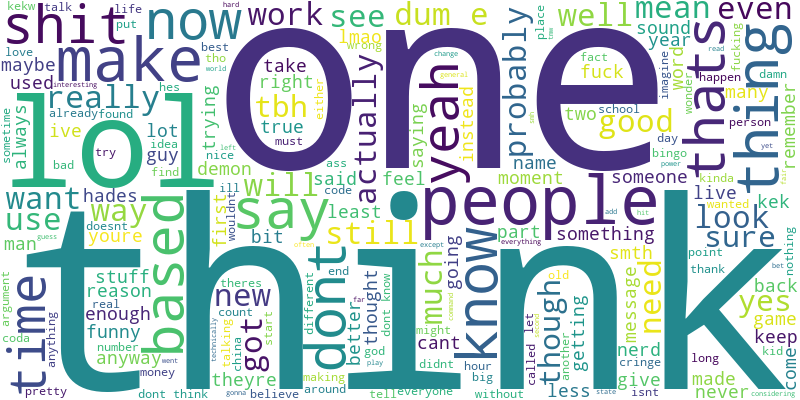 kekw
talk
life
put
hard
shit
now
love
maybe
tho
world
best
hes
used
interesting
make
work
see
lmao
wrong
take
right
tbh
true
must
one
dum e
well
place
mean
even
sound
year
fact
fuck
fucking
word
imagine
happen
damn
wonder
read
many
thats
thing
really
already
found
sometime
always
ive
lot
idea
guy
find
bad
try
lol
trying
left
nice
demon
ass
ill
code
actually
yeah
saying
instead
either
change
general
probably
two
good
school
name
day
bingo
power
person
yet
remember
want
hades
will
said
feel
moment
someone
live
kinda
wanted
kek
use
way
based
say
first
wouldnt
least
people
something
look
man
youre
doesnt
guess
bit
still
part
add
hit
sure
stuff
theres
often
end
different
dont
much
going
except
everything
know
smth
point
thank
bet
nothing
time
reason
real
enough
new
think
thought
god
far
dont know
might
cant
though
old
another
getting
message
need
back
yes
argument
anything
funny
number
count
talking
technically
got
start
better
play
didnt
command
second
called let
nerd
cringe
long
game
kid
keep
coda
anyway
went
china
money
theyre
making
around
hour
big
less
give
isnt
made
come
pretty
dont think
gonna
believe
tell
everyone
without
state
never
considering